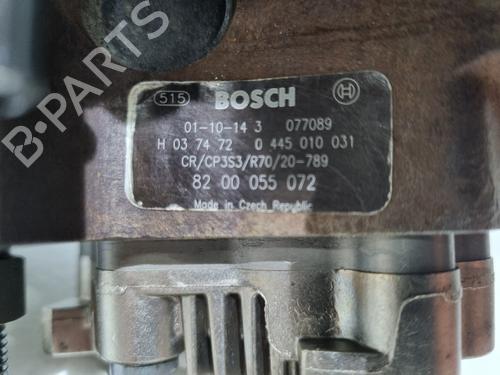 515 BOSCH
01-10-14 3 077089
H 03 74 72 0 445 010 031
CR/CP3S3/R70/20-789
82 00 055 072
Made in Czech Republic
B-PARTS